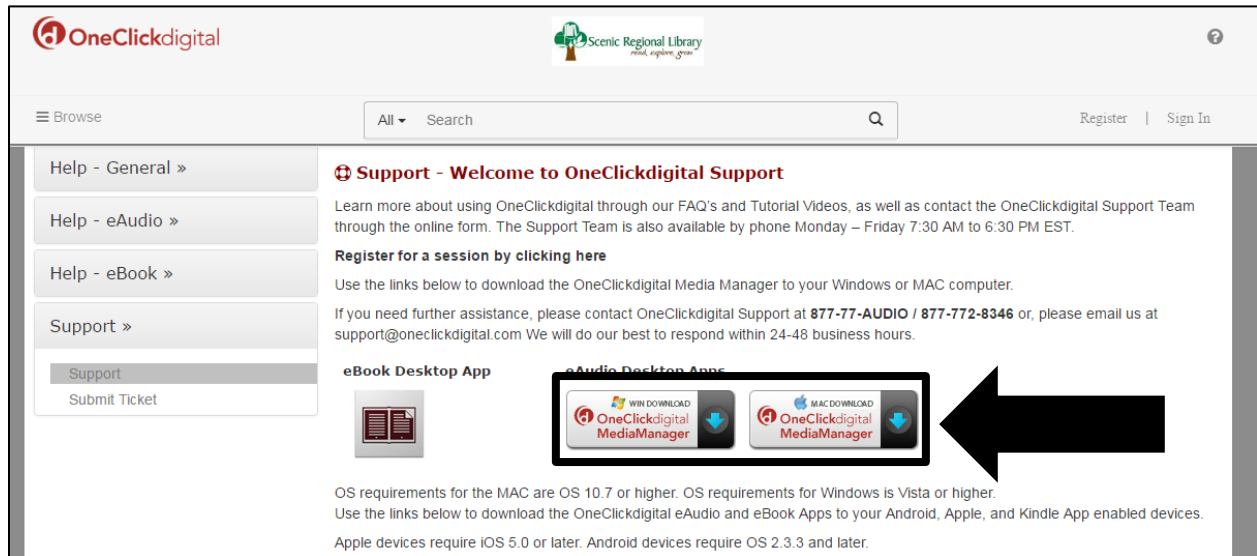 OneClickdigital
Scenic Regional Library
read, explore, grow
Browse
All Search
Register | Sign In
Help - General »
Help - eAudio »
Help - eBook »
Support »
Support
Submit Ticket
Support - Welcome to OneClickdigital Support
Learn more about using OneClickdigital through our FAQ's and Tutorial Videos, as well as contact the OneClickdigital Support Team
through the online form. The Support Team is also available by phone Monday – Friday 7:30 AM to 6:30 PM EST.
Register for a session by clicking here
Use the links below to download the OneClickdigital Media Manager to your Windows or MAC computer.
If you need further assistance, please contact OneClickdigital Support at 877-77-AUDIO / 877-772-8346 or, please email us at
support@oneclickdigital.com We will do our best to respond within 24-48 business hours.
eBook Desktop App
eAudio Desktop Apps
WIN DOWNLOAD
OneClickdigital
MediaManager
MAC DOWNLOAD
OneClickdigital
MediaManager
OS requirements for the MAC are OS 10.7 or higher. OS requirements for Windows is Vista or higher.
Use the links below to download the OneClickdigital eAudio and eBook Apps to your Android, Apple, and Kindle App enabled devices.
Apple devices require iOS 5.0 or later. Android devices require OS 2.3.3 and later.